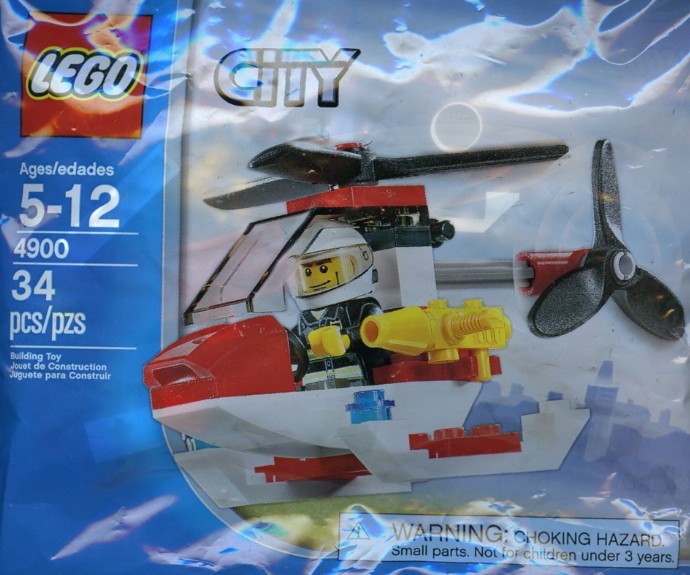 LEGO
CITY
Ages/edades
5-12
4900
34
pcs/pzs
Building Toy
Jouet de Construction
Juguete para Construir
WARNING: CHOKING HAZARD.
Small parts. Not for children under 3 years.